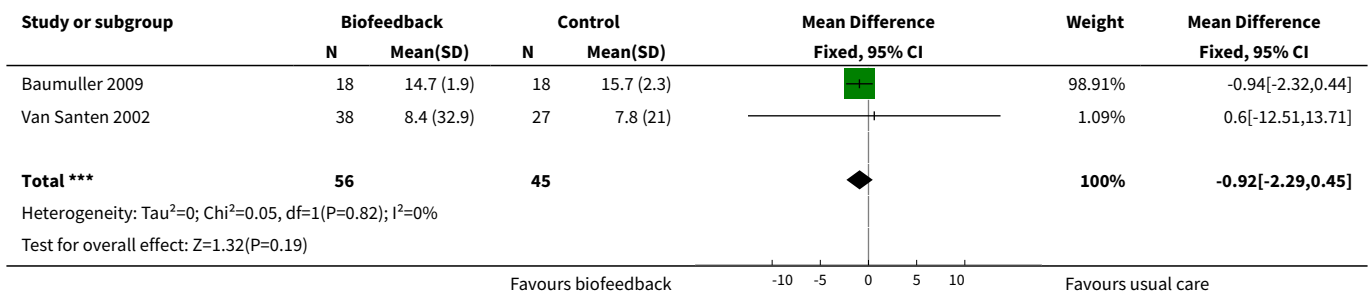 Study or subgroup Biofeedback Control Mean Difference Weight Mean Difference
N Mean(SD) N Mean(SD) Fixed, 95% CI Fixed, 95% CI
Baumuller 2009 18 14.7 (1.9) 18 15.7 (2.3) 98.91% -0.94[-2.32,0.44]
Van Santen 2002 38 8.4 (32.9) 27 7.8 (21) 1.09% 0.6[-12.51,13.71]
Total *** 56 45 100% -0.92[-2.29,0.45]
Heterogeneity: Tau²=0; Chi²=0.05, df=1(P=0.82); I²=0%
Test for overall effect: Z=1.32(P=0.19)
Favours biofeedback -10 -5 0 5 10 Favours usual care